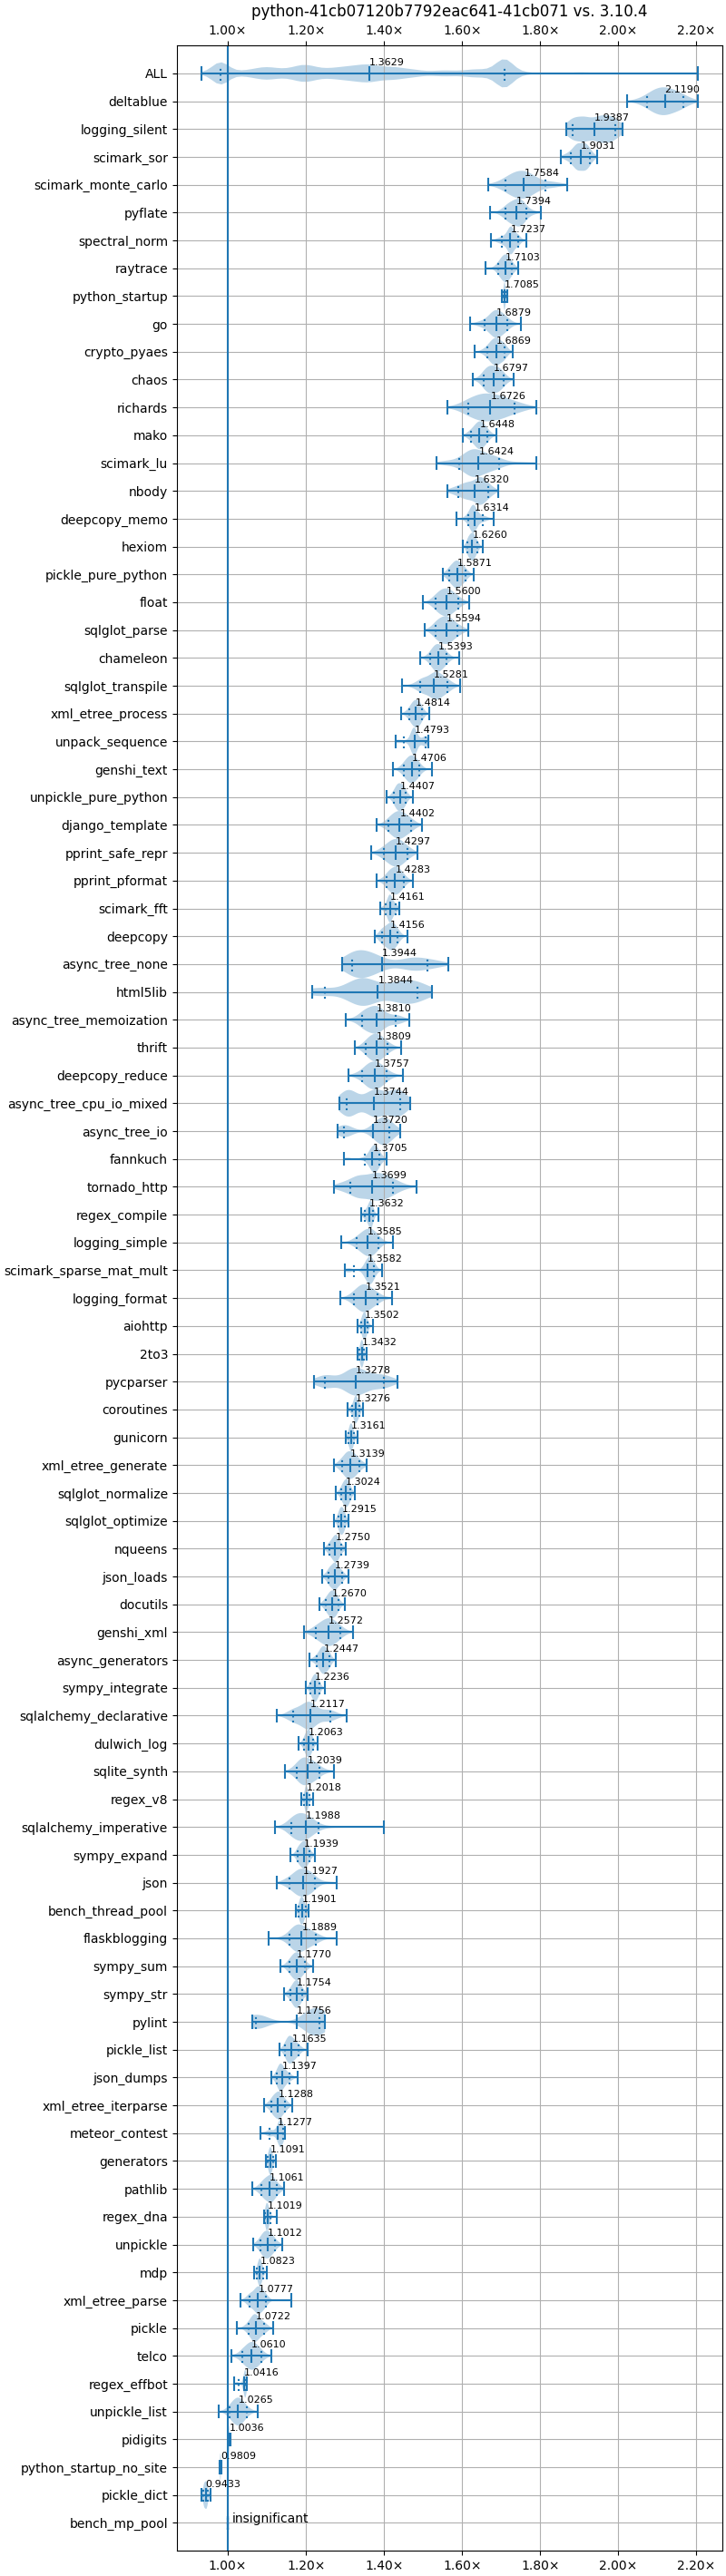 python-41cb07120b7792eac641-41cb071 vs. 3.10.4
1.00× 1.20× 1.40× 1.60× 1.80× 2.00× 2.20×
ALL 1.3629
deltablue 2.1190
logging_silent 1.9387
scimark_sor 1.9031
scimark_monte_carlo 1.7584
pyflate 1.7394
spectral_norm 1.7237
raytrace 1.7103
python_startup 1.7085
go 1.6879
crypto_pyaes 1.6869
chaos 1.6797
richards 1.6726
mako 1.6448
scimark_lu 1.6424
nbody 1.6320
deepcopy_memo 1.6314
hexiom 1.6260
pickle_pure_python 1.5871
float 1.5600
sqlglot_parse 1.5594
chameleon 1.5393
sqlglot_transpile 1.5281
xml_etree_process 1.4814
unpack_sequence 1.4793
genshi_text 1.4706
unpickle_pure_python 1.4407
django_template 1.4402
pprint_safe_repr 1.4297
pprint_pformat 1.4283
scimark_fft 1.4161
deepcopy 1.4156
async_tree_none 1.3944
html5lib 1.3844
async_tree_memoization 1.3810
thrift 1.3809
deepcopy_reduce 1.3757
async_tree_cpu_io_mixed 1.3744
async_tree_io 1.3720
fannkuch 1.3705
tornado_http 1.3699
regex_compile 1.3632
logging_simple 1.3585
scimark_sparse_mat_mult 1.3582
logging_format 1.3521
aiohttp 1.3502
2to3 1.3432
pycparser 1.3278
coroutines 1.3276
gunicorn 1.3161
xml_etree_generate 1.3139
sqlglot_normalize 1.3024
sqlglot_optimize 1.2915
nqueens 1.2750
json_loads 1.2739
docutils 1.2670
genshi_xml 1.2572
async_generators 1.2447
sympy_integrate 1.2236
sqlalchemy_declarative 1.2117
dulwich_log 1.2063
sqlite_synth 1.2039
regex_v8 1.2018
sqlalchemy_imperative 1.1988
sympy_expand 1.1939
json 1.1927
bench_thread_pool 1.1901
flaskblogging 1.1889
sympy_sum 1.1770
sympy_str 1.1754
pylint 1.1756
pickle_list 1.1635
json_dumps 1.1397
xml_etree_iterparse 1.1288
meteor_contest 1.1277
generators 1.1091
pathlib 1.1061
regex_dna 1.1019
unpickle 1.1012
mdp 1.0823
xml_etree_parse 1.0777
pickle 1.0722
telco 1.0610
regex_effbot 1.0416
unpickle_list 1.0265
pidigits 1.0036
python_startup_no_site 0.9809
pickle_dict 0.9433
bench_mp_pool insignificant
1.00× 1.20× 1.40× 1.60× 1.80× 2.00× 2.20×